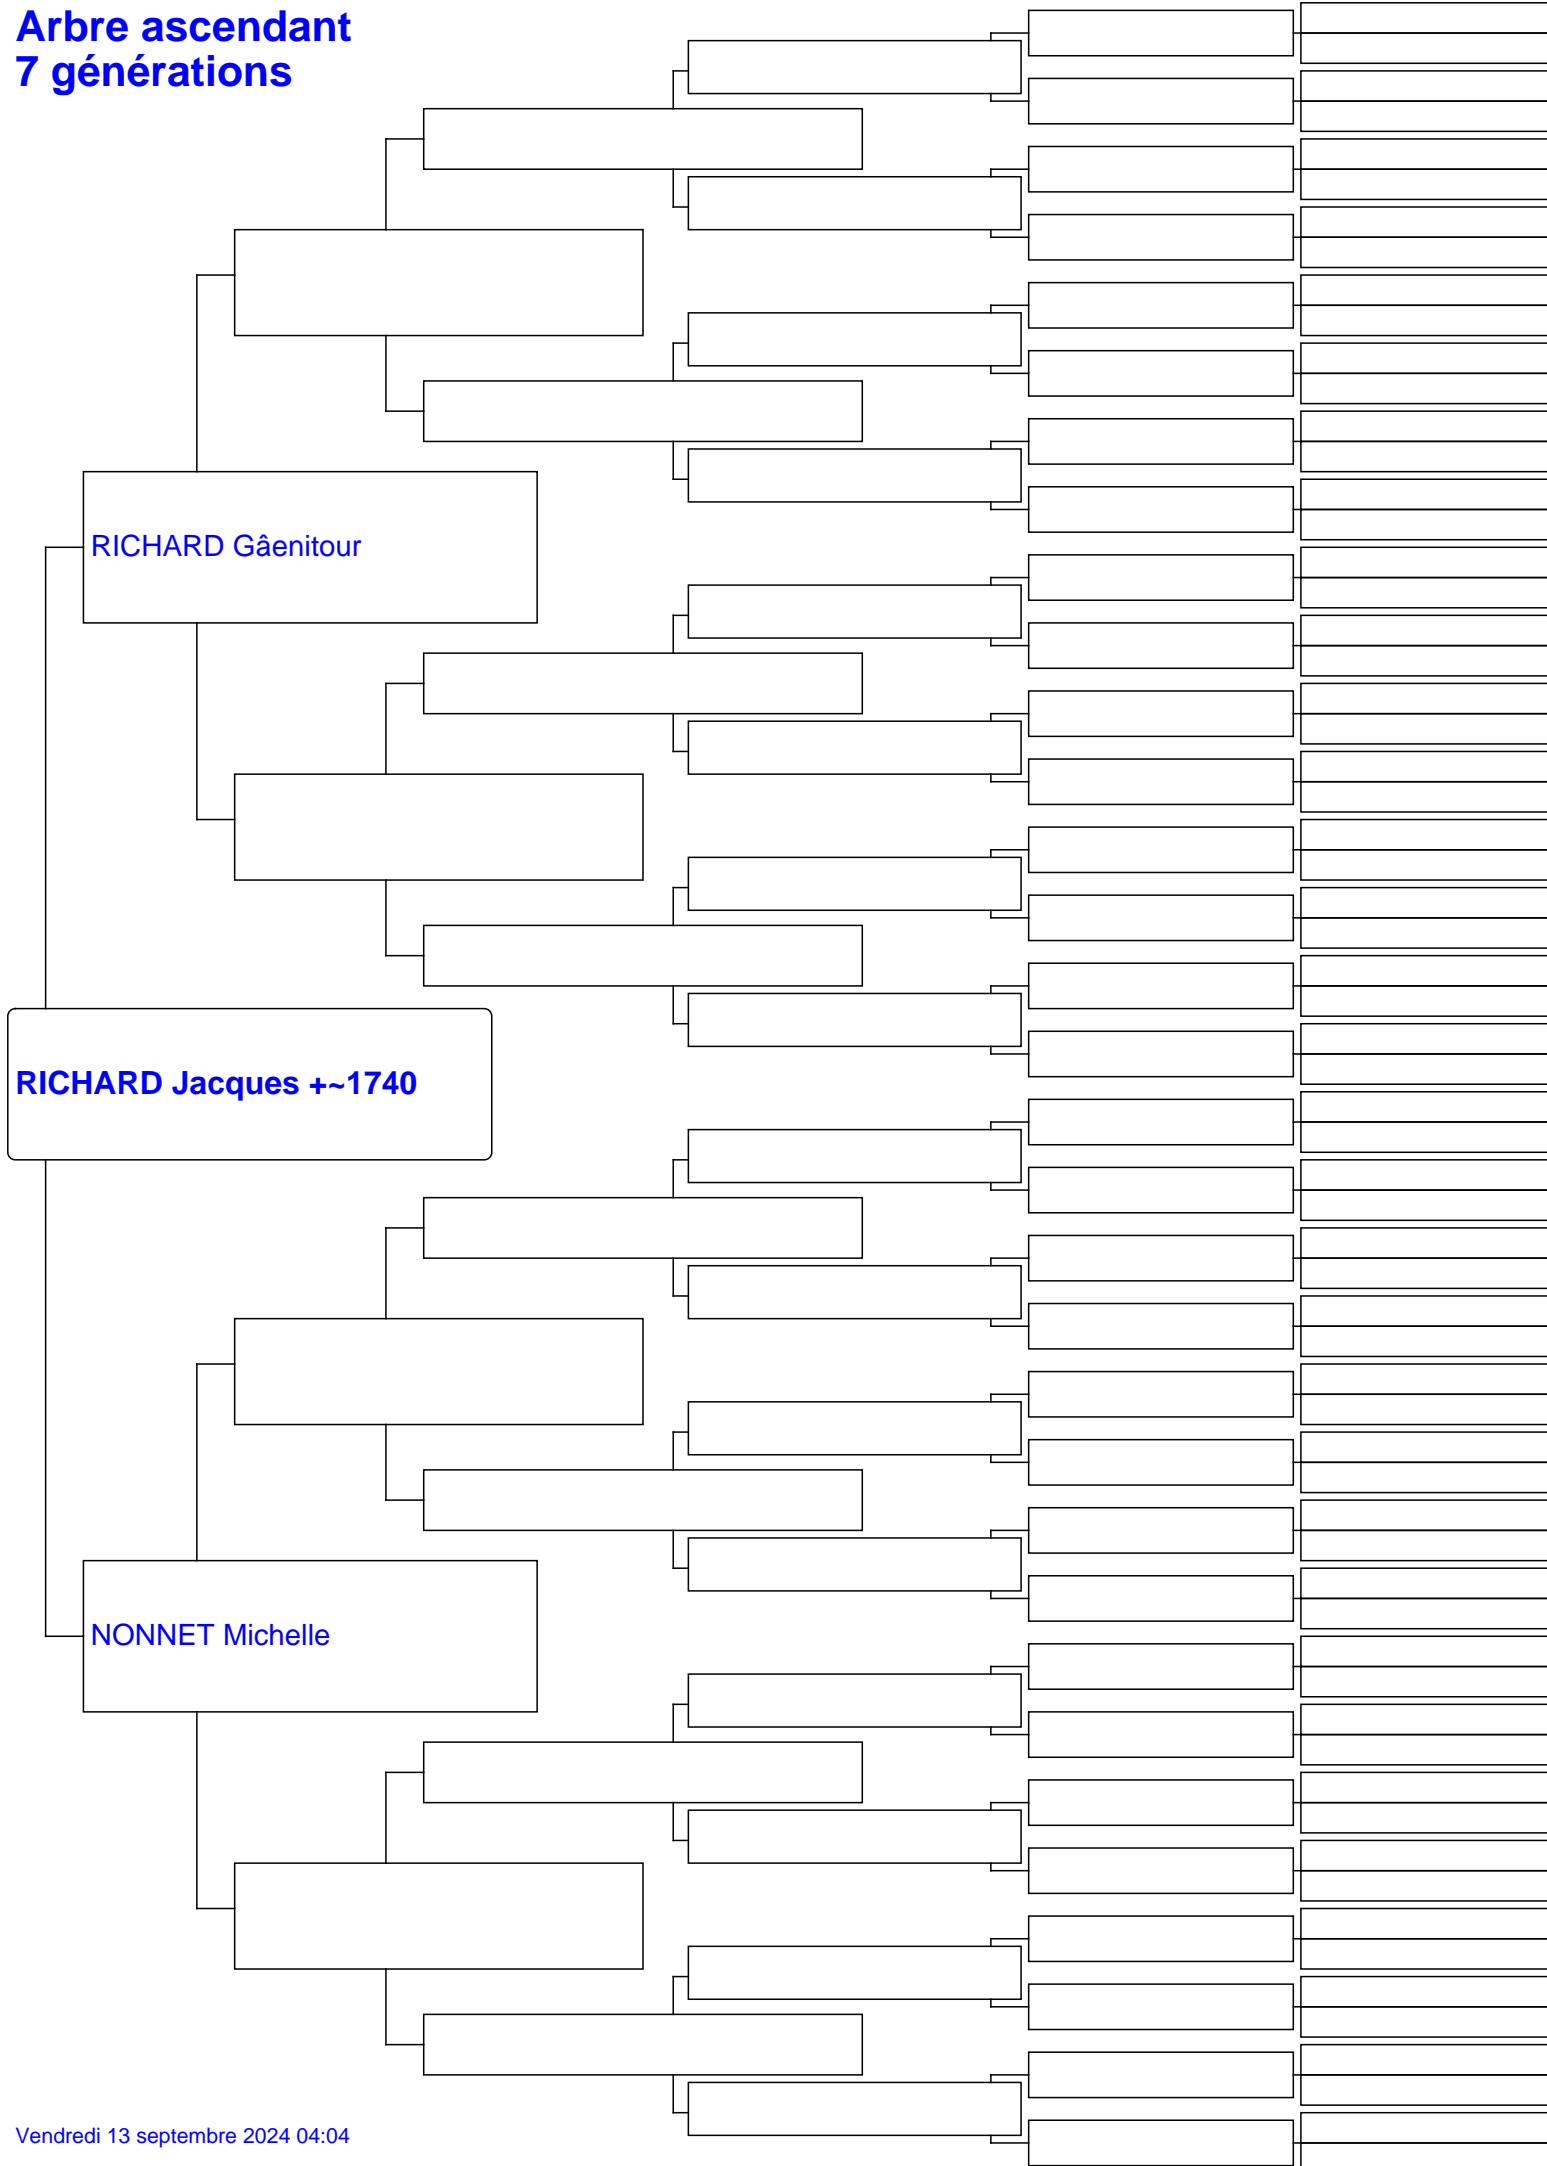 Arbre ascendant
7 générations
RICHARD Gâenitour
RICHARD Jacques +~1740
NONNET Michelle
Vendredi 13 septembre 2024 04:04